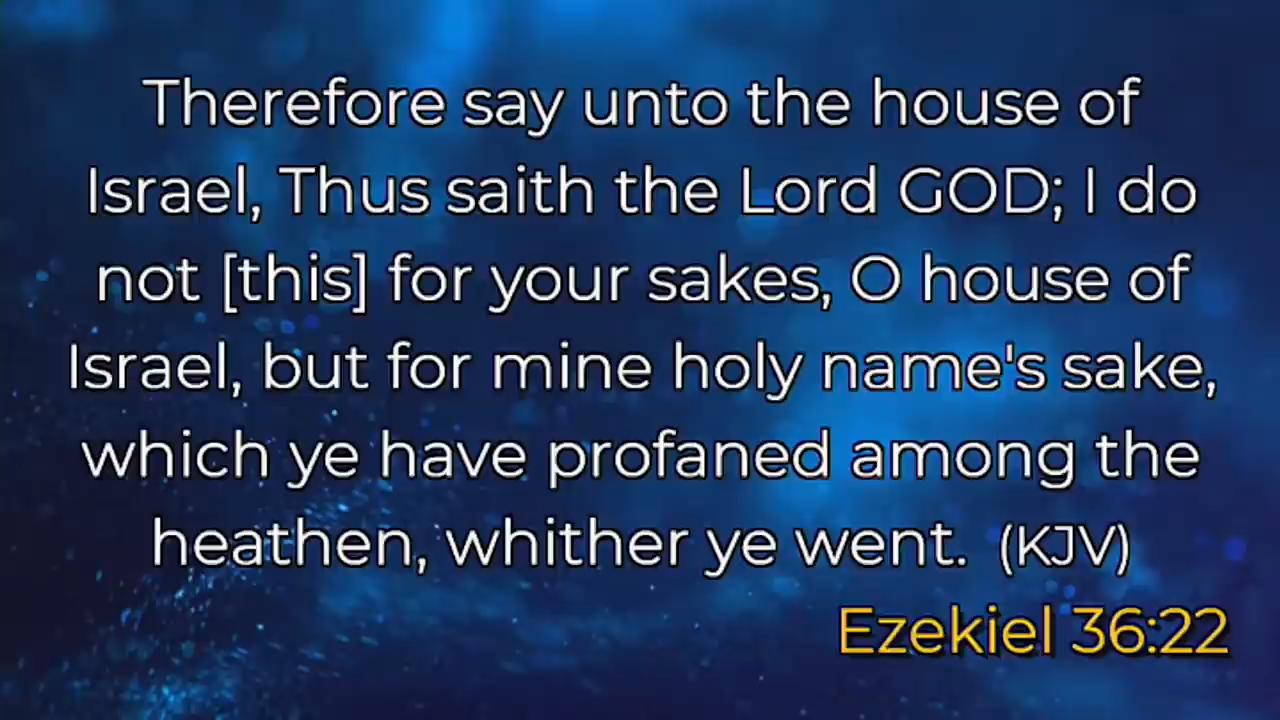 Therefore say unto the house of
Israel, Thus saith the Lord GOD; I do
not [this] for your sakes, O house of
Israel, but for mine holy name's sake,
which ye have profaned among the
heathen, whither ye went. (KJV)
Ezekiel 36:22